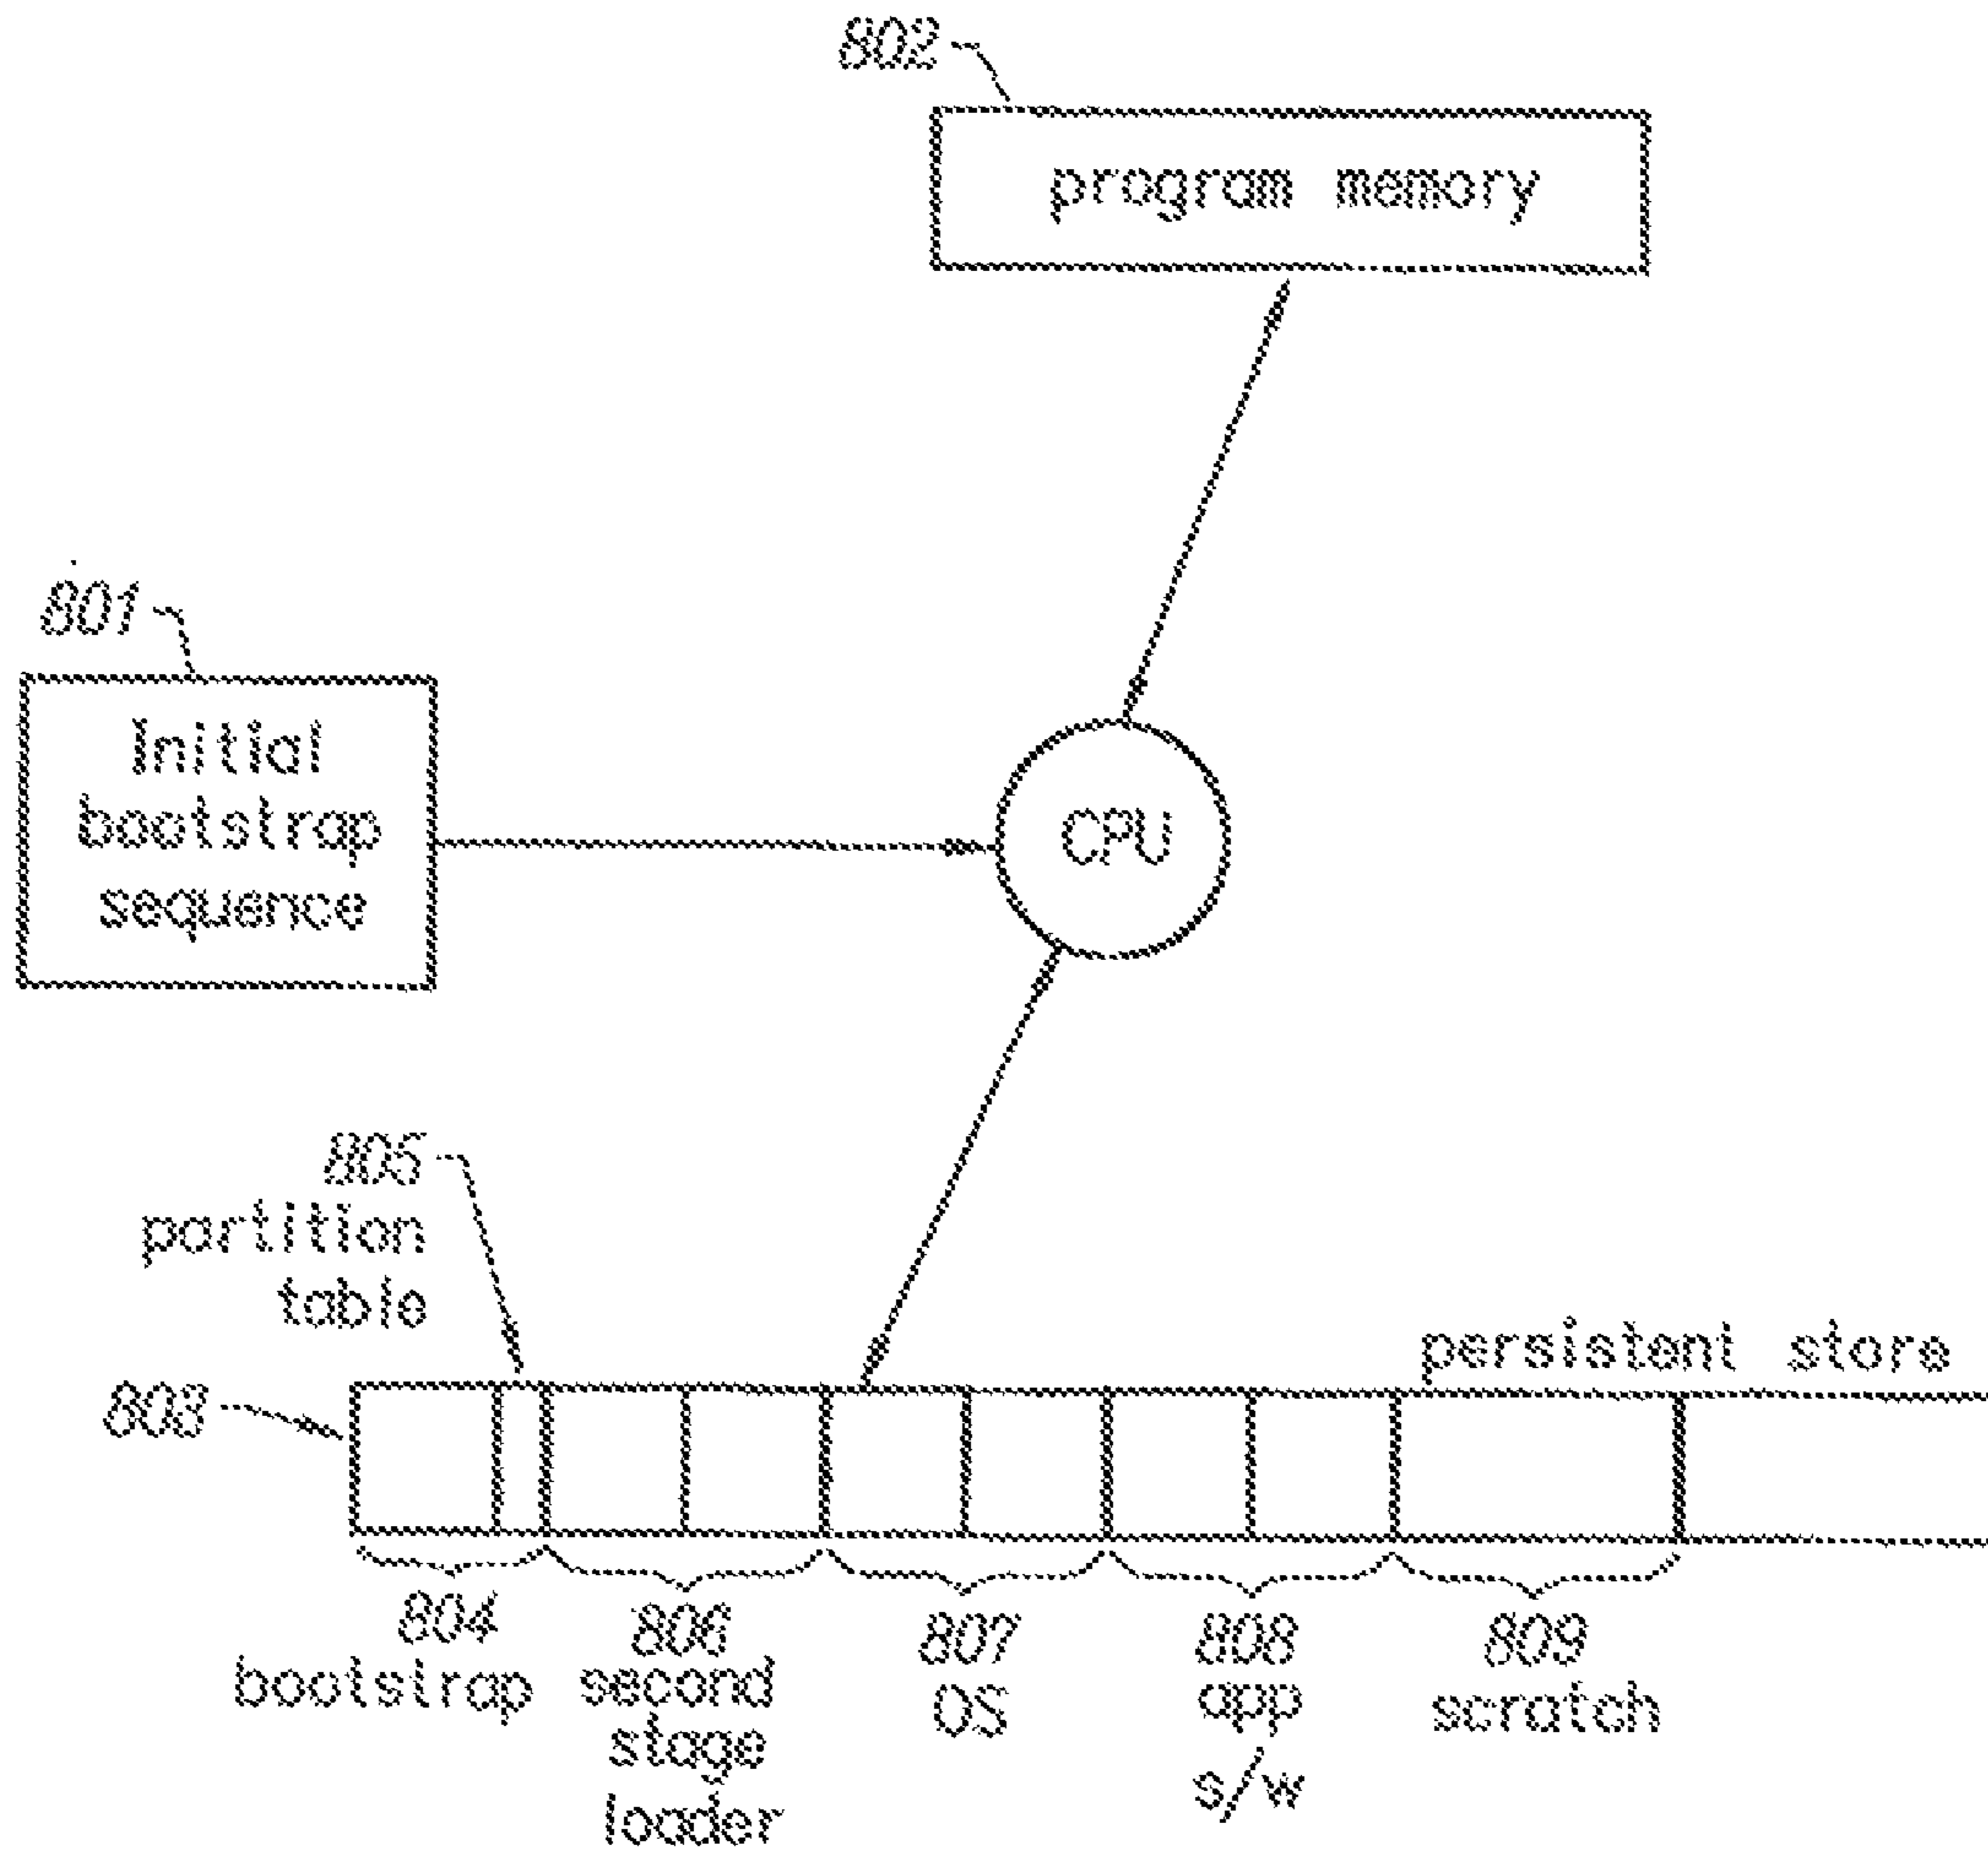 802
program memory
801
Initial
bootstrap
sequence
CPU
805
partition
table
persistent store
803
804
bootstrap
806
second
stage
loader
807
OS
808
app
s/w
809
scratch